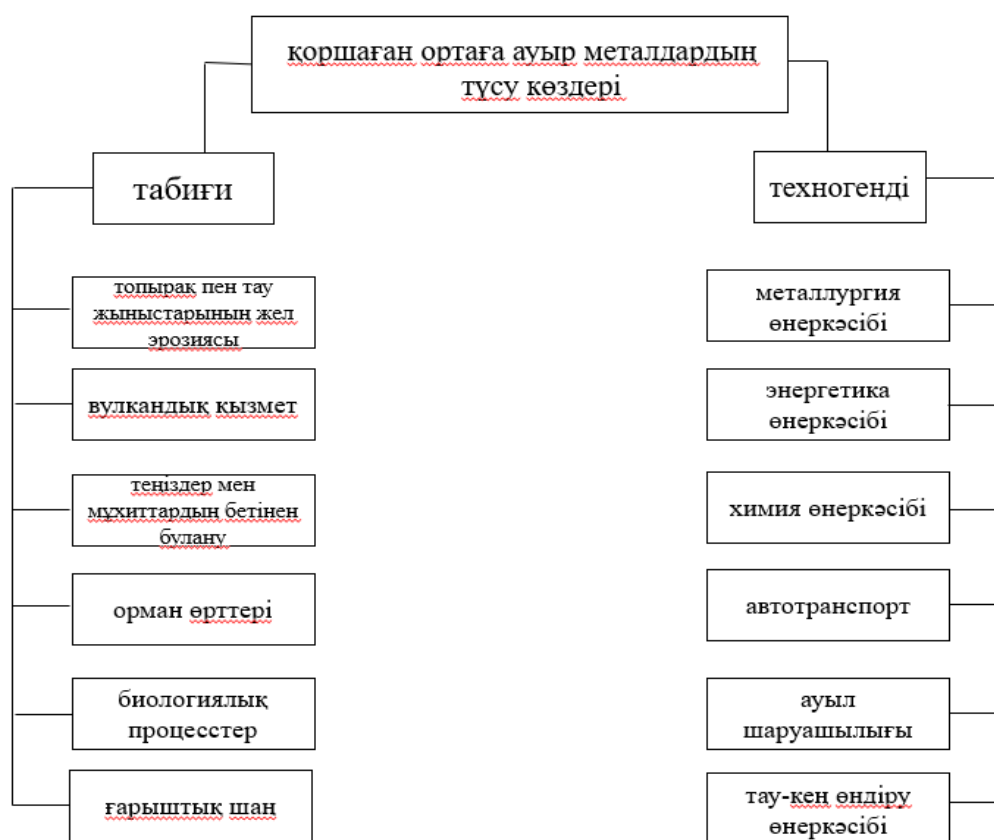 қоршаған ортаға ауыр металдардың
түсу көздері
табиғи
техногенді
топырақ пен тау
жыныстарының жел
эрозиясы
вулкандық қызмет
теңіздер мен
мұхиттардың бетінен
булану
орман өрттері
биологиялық
процесстер
ғарыштық шаң
металлургия
өнеркәсібі
энергетика
өнеркәсібі
химия өнеркәсібі
автотранспорт
ауыл
шаруашылығы
тау-кен өндіру
өнеркәсібі